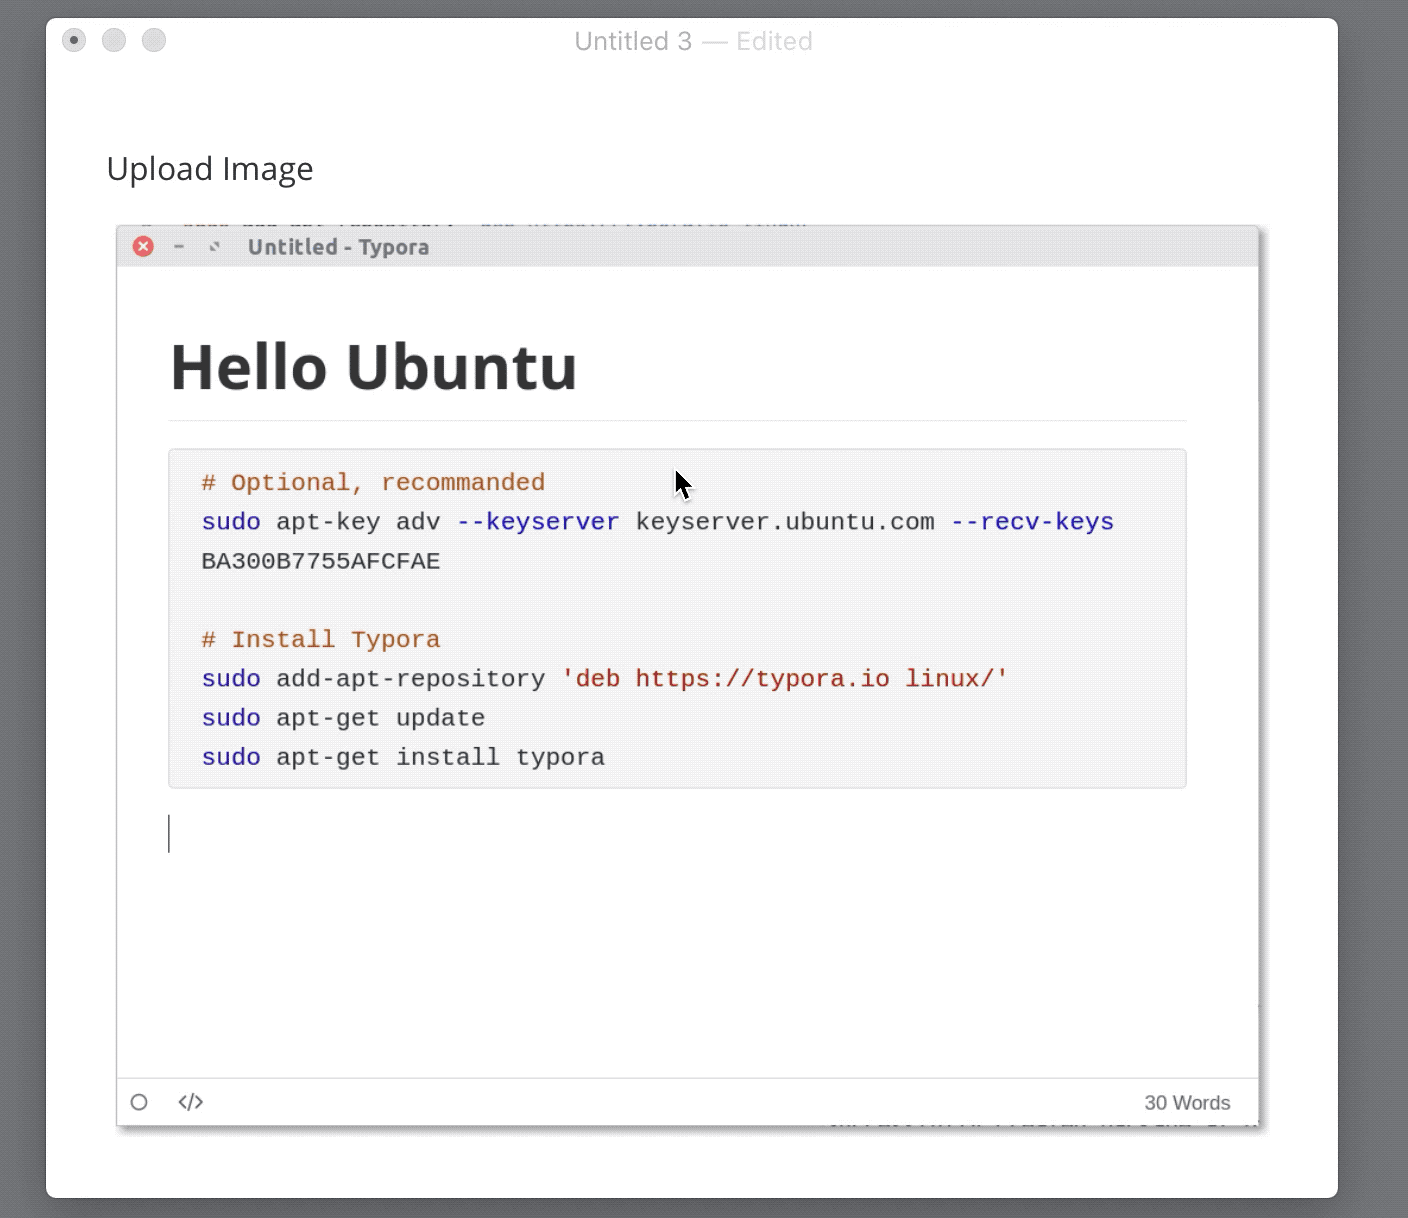 Untitled 3 — Edited
Upload Image
Untitled - Typora
Hello Ubuntu
# Optional, recommanded
sudo apt-key adv --keyserver keyserver.ubuntu.com --recv-keys
BA300B7755AFCFAE
# Install Typora
sudo add-apt-repository 'deb https://typora.io linux/'
sudo apt-get update
sudo apt-get install typora
</>
30 Words